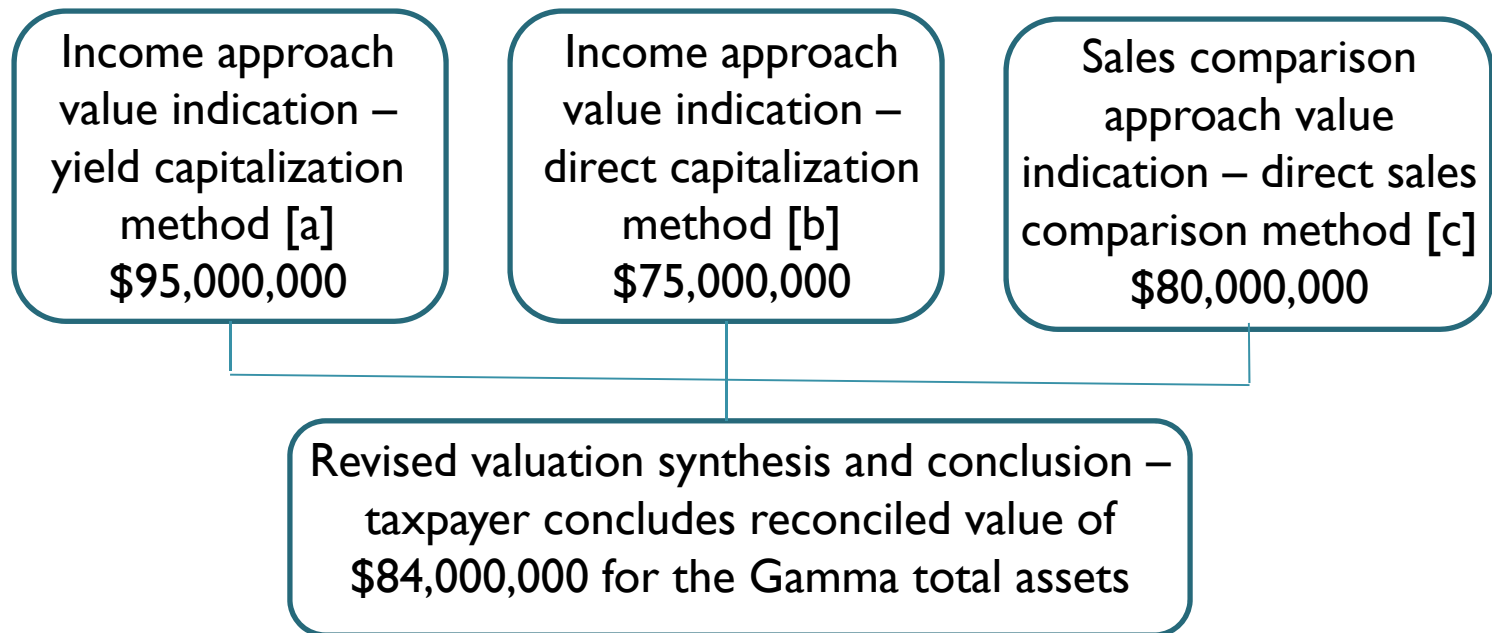 Income approach
value indication –
yield capitalization
method [a]
$95,000,000
Income approach
value indication –
direct capitalization
method [b]
$75,000,000
Sales comparison
approach value
indication – direct sales
comparison method [c]
$80,000,000
Revised valuation synthesis and conclusion –
taxpayer concludes reconciled value of
$84,000,000 for the Gamma total assets